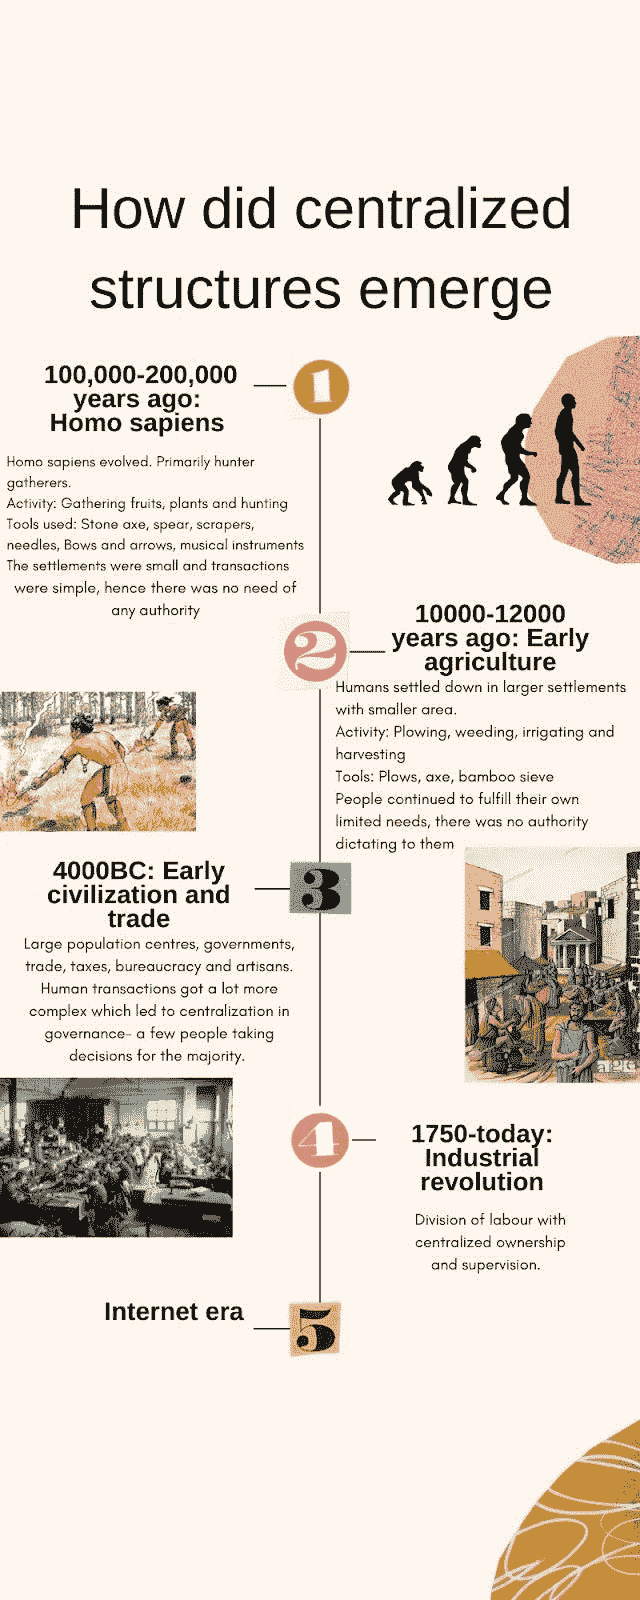 How did centralized
structures emerge
100,000-200,000
years ago:
Homo sapiens
1
Homo sapiens evolved. Primarily hunter
gatherers.
Activity: Gathering fruits, plants and hunting
Tools used: Stone axe, spear, scrapers,
needles, Bows and arrows, musical instruments
The settlements were small and transactions
were simple, hence there was no need of
any authority
2
10000-12000
years ago: Early
agriculture
Humans settled down in larger settlements
with smaller area.
Activity: Plowing, weeding, irrigating and
harvesting
Tools: Plows, axe, bamboo sieve
People continued to fulfill their own
limited needs, there was no authority
dictating to them
4000BC: Early
civilization and
trade
3
Large population centres, governments,
trade, taxes, bureaucracy and artisans.
Human transactions got a lot more
complex which led to centralization in
governance- a few people taking
decisions for the majority.
4
1750-today:
Industrial
revolution
Division of labour with
centralized ownership
and supervision.
Internet era
5